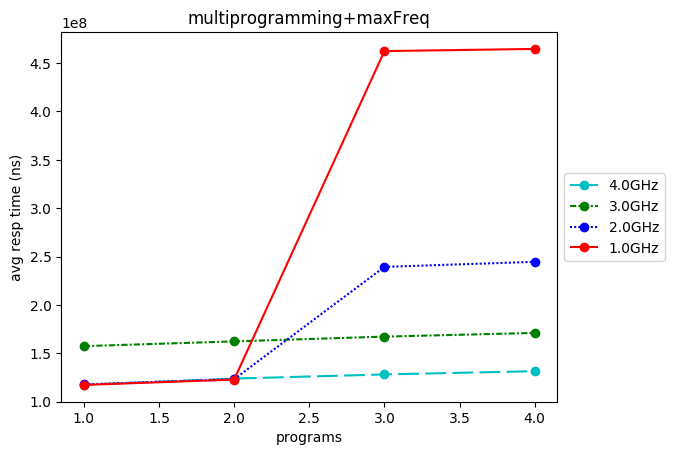 multiprogramming+maxFreq
1e8
4.5
4.0
3.5
3.0
2.5
2.0
1.5
1.0
avg resp time (ns)
1.0 1.5 2.0 2.5 3.0 3.5 4.0
programs
4.0GHz
3.0GHz
2.0GHz
1.0GHz